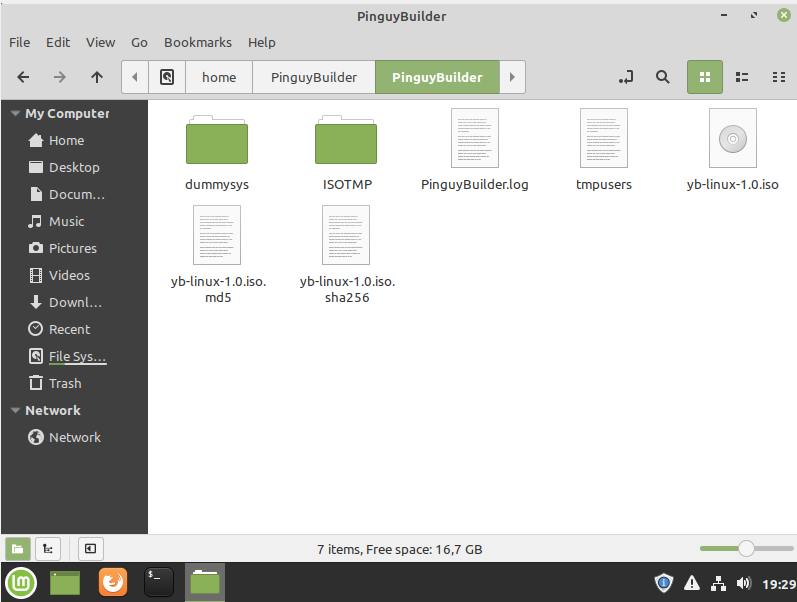 PinguyBuilder
File Edit View Go Bookmarks Help
home PinguyBuilder PinguyBuilder
My Computer
Home
Desktop
Docum...
Music
Pictures
Videos
Downl...
Recent
File Sys...
Trash
Network
Network
dummysys ISOTMP PinguyBuilder.log tmpusers yb-linux-1.0.iso
yb-linux-1.0.iso. yb-linux-1.0.iso.
md5 sha256
7 items, Free space: 16,7 GB
19:29